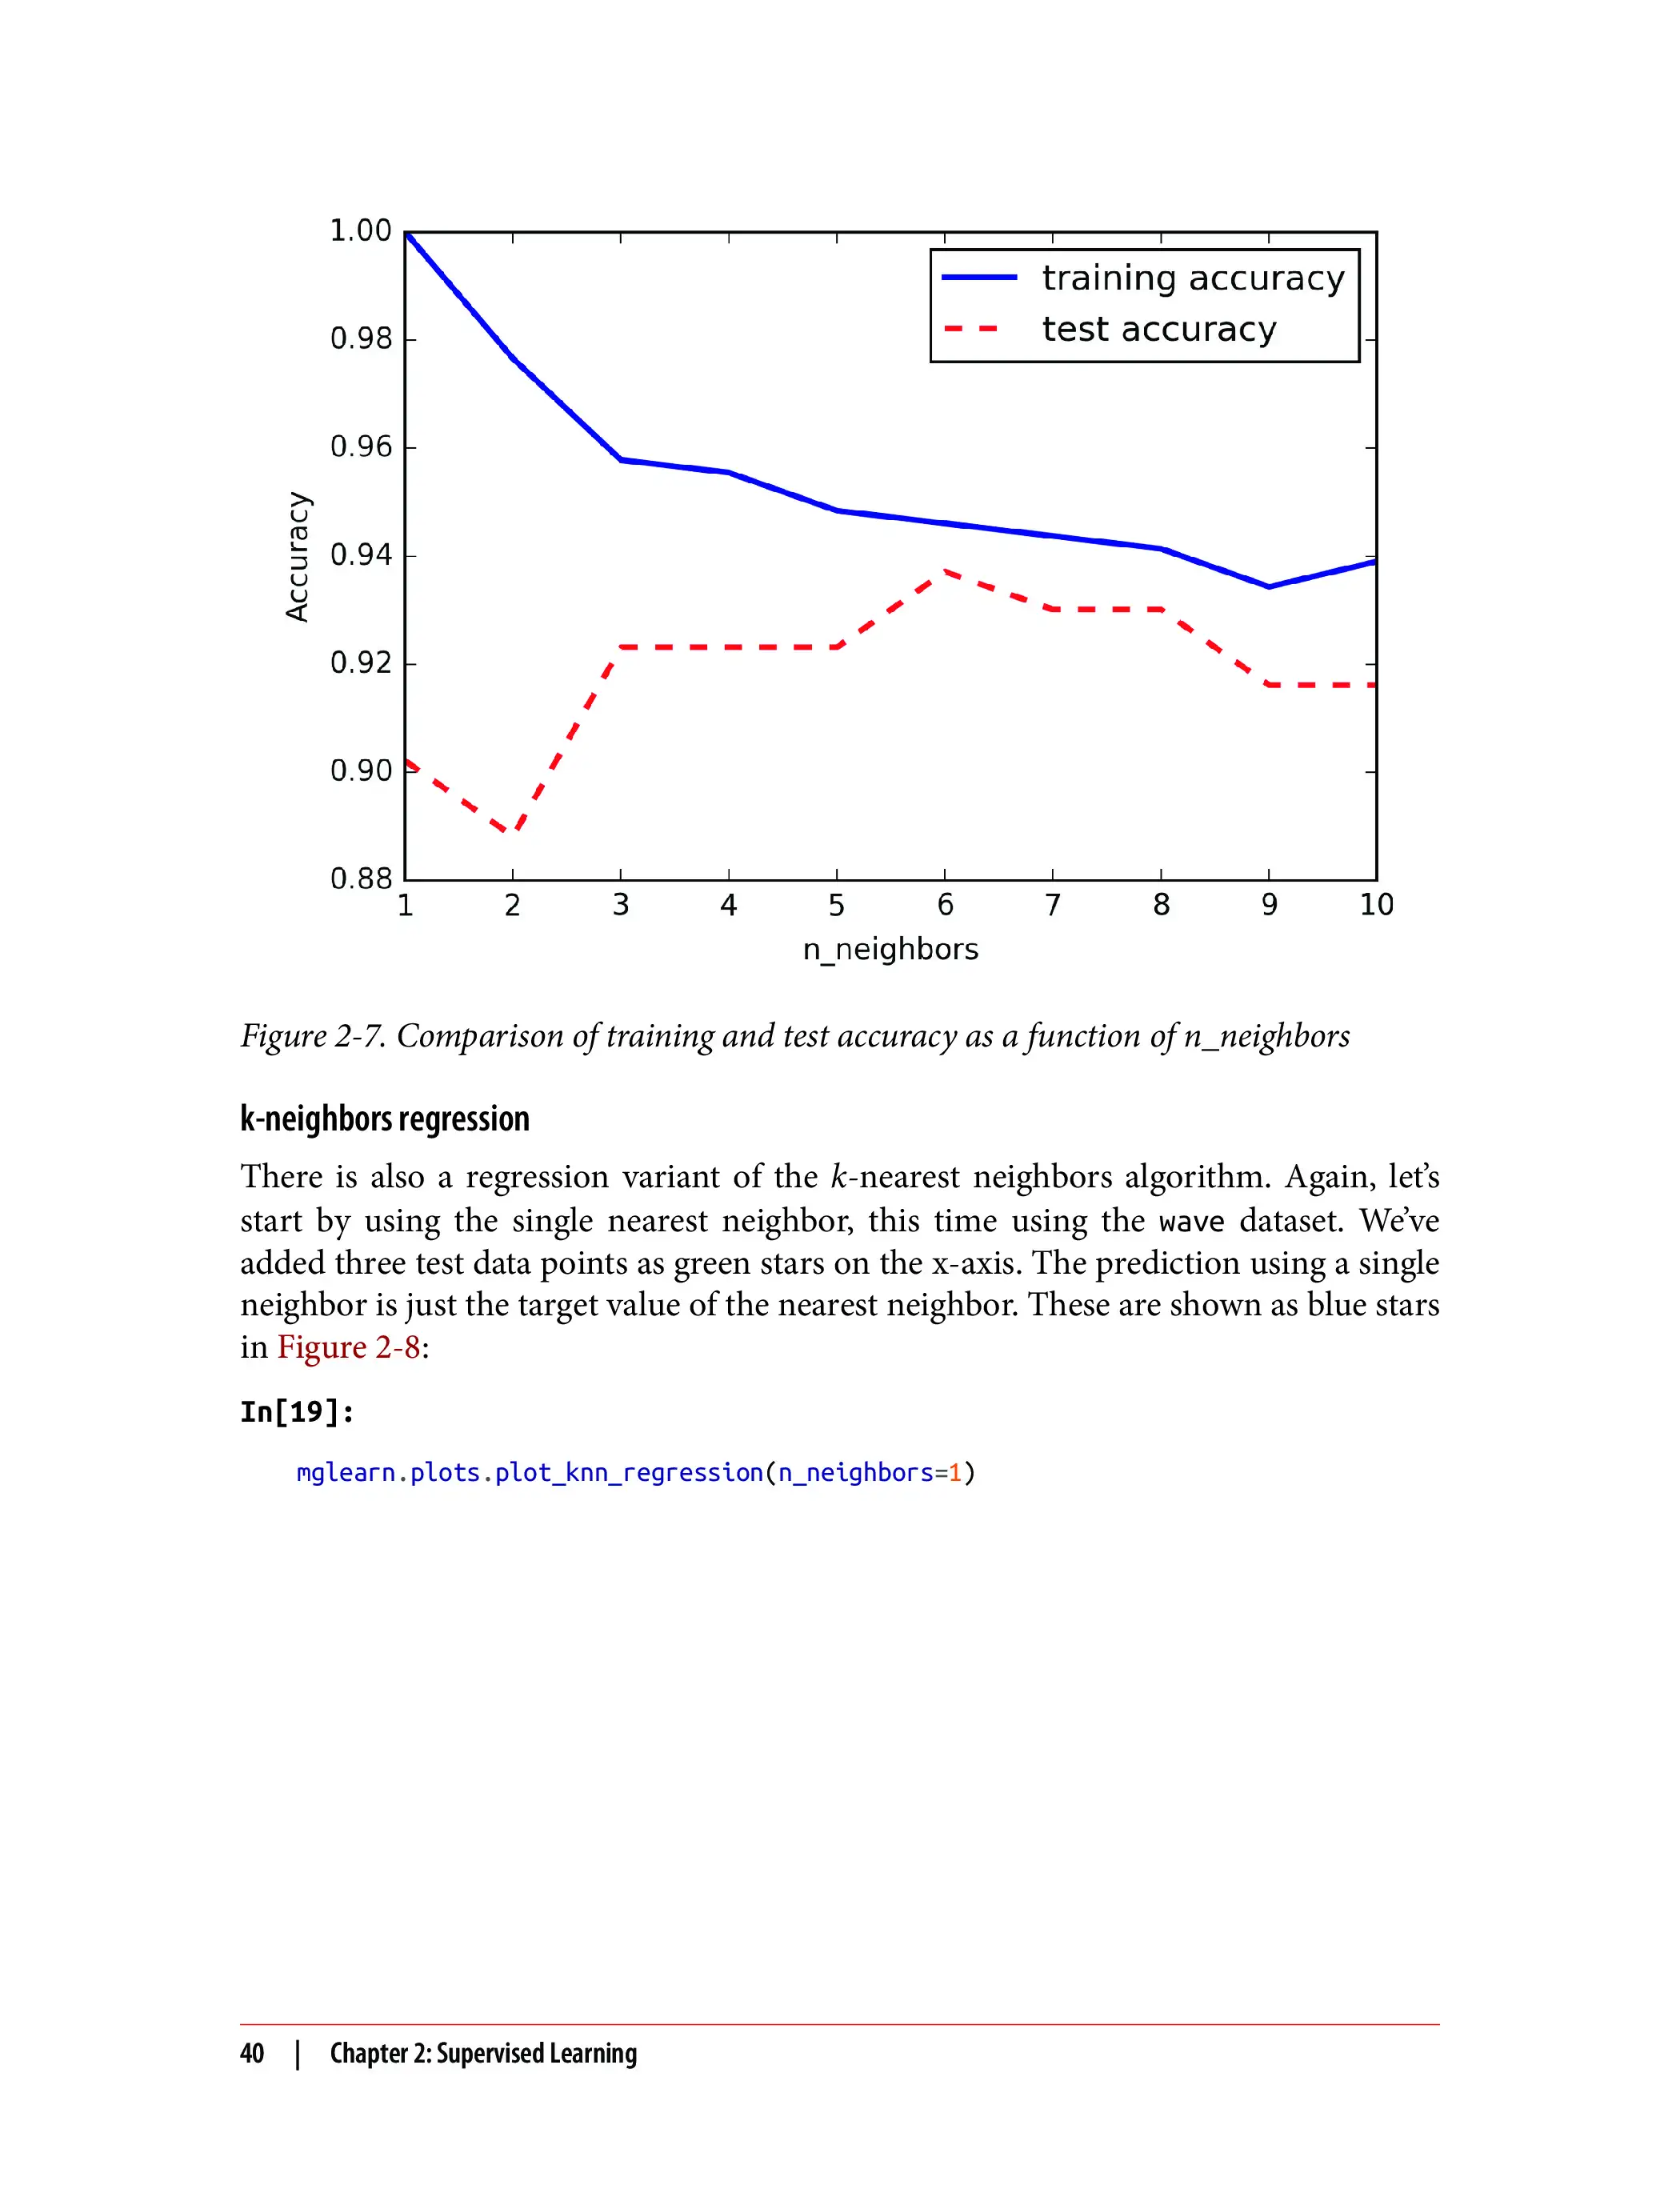 1.00
0.98
0.96
0.94
0.92
0.90
0.88
Accuracy
training accuracy
test accuracy
1 2 3 4 5 6 7 8 9 10
n_neighbors
Figure 2-7. Comparison of training and test accuracy as a function of n_neighbors
k-neighbors regression
There is also a regression variant of the k-nearest neighbors algorithm. Again, let’s
start by using the single nearest neighbor, this time using the wave dataset. We’ve
added three test data points as green stars on the x-axis. The prediction using a single
neighbor is just the target value of the nearest neighbor. These are shown as blue stars
in Figure 2-8:
In[19]:
mglearn.plots.plot_knn_regression(n_neighbors=1)
40 | Chapter 2: Supervised Learning